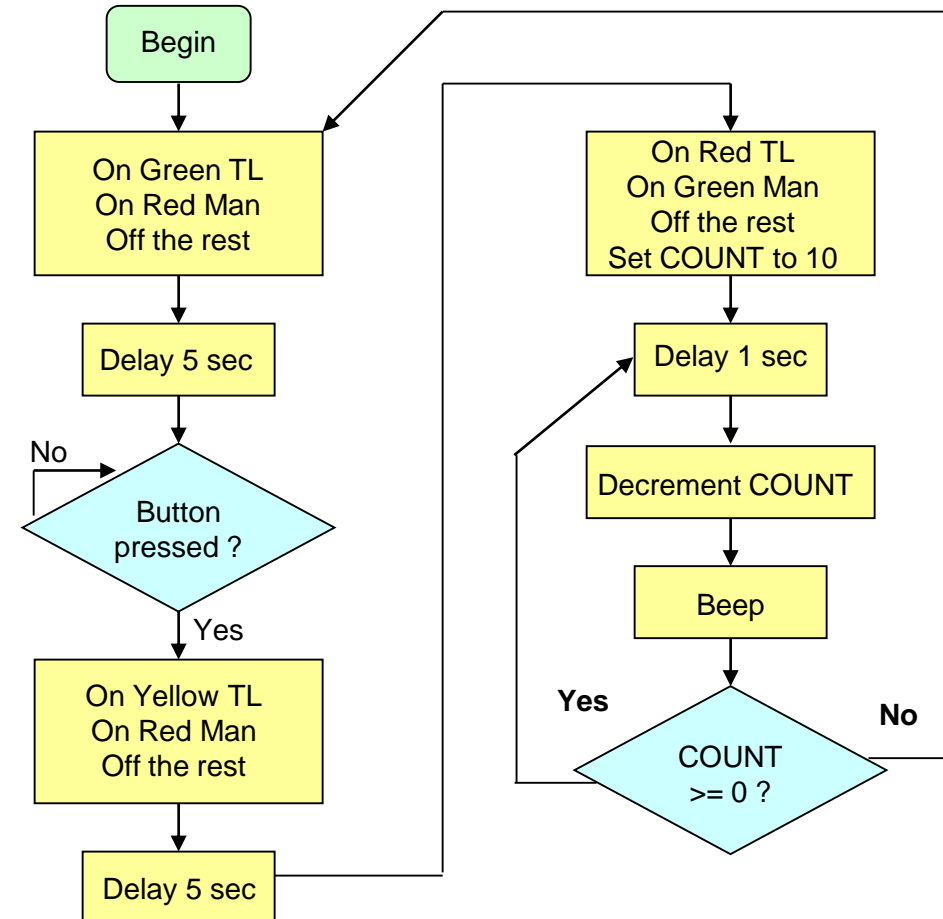 Begin
On Green TL
On Red Man
Off the rest
Delay 5 sec
No
Button
pressed ?
Yes
On Yellow TL
On Red Man
Off the rest
Delay 5 sec
On Red TL
On Green Man
Off the rest
Set COUNT to 10
Delay 1 sec
Decrement COUNT
Beep
Yes
No
COUNT
>= 0 ?